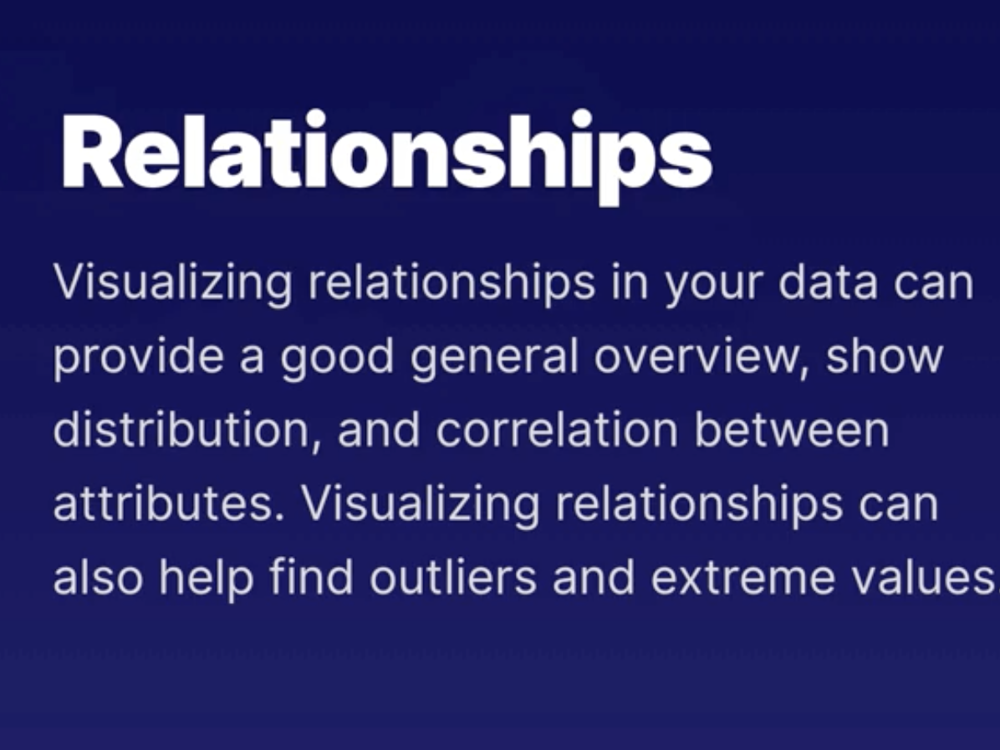 Relationships
Visualizing relationships in your data can
provide a good general overview, show
distribution, and correlation between
attributes. Visualizing relationships can
also help find outliers and extreme values.